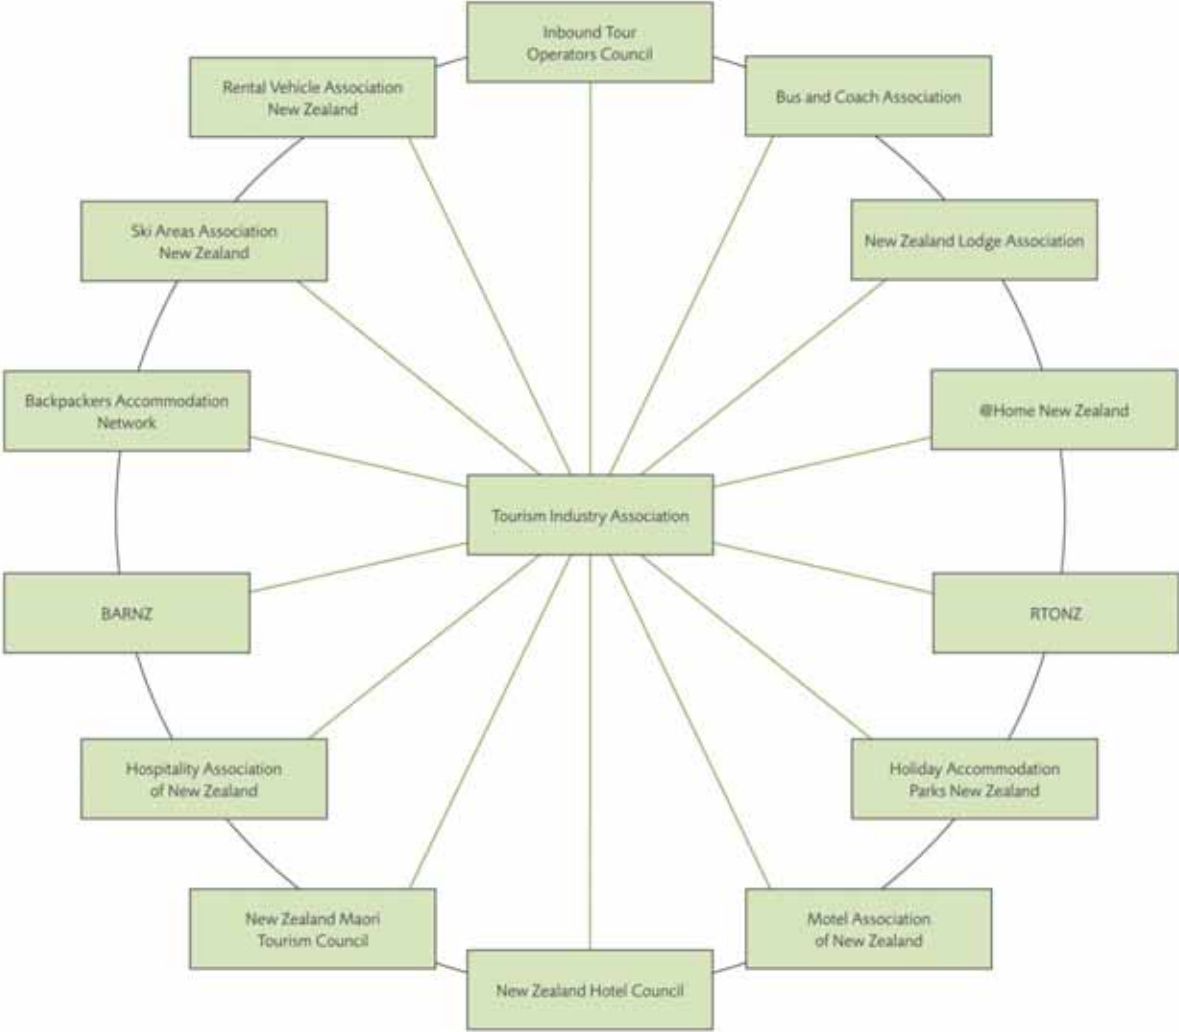 Inbound Tour
Operators Council
Rental Vehicle Association
New Zealand
Bus and Coach Association
Ski Areas Association
New Zealand
New Zealand Lodge Association
Backpackers Accommodation
Network
@Home New Zealand
Tourism Industry Association
BARNZ
RTONZ
Hospitality Association
of New Zealand
Holiday Accommodation
Parks New Zealand
New Zealand Maori
Tourism Council
Motel Association
of New Zealand
New Zealand Hotel Council